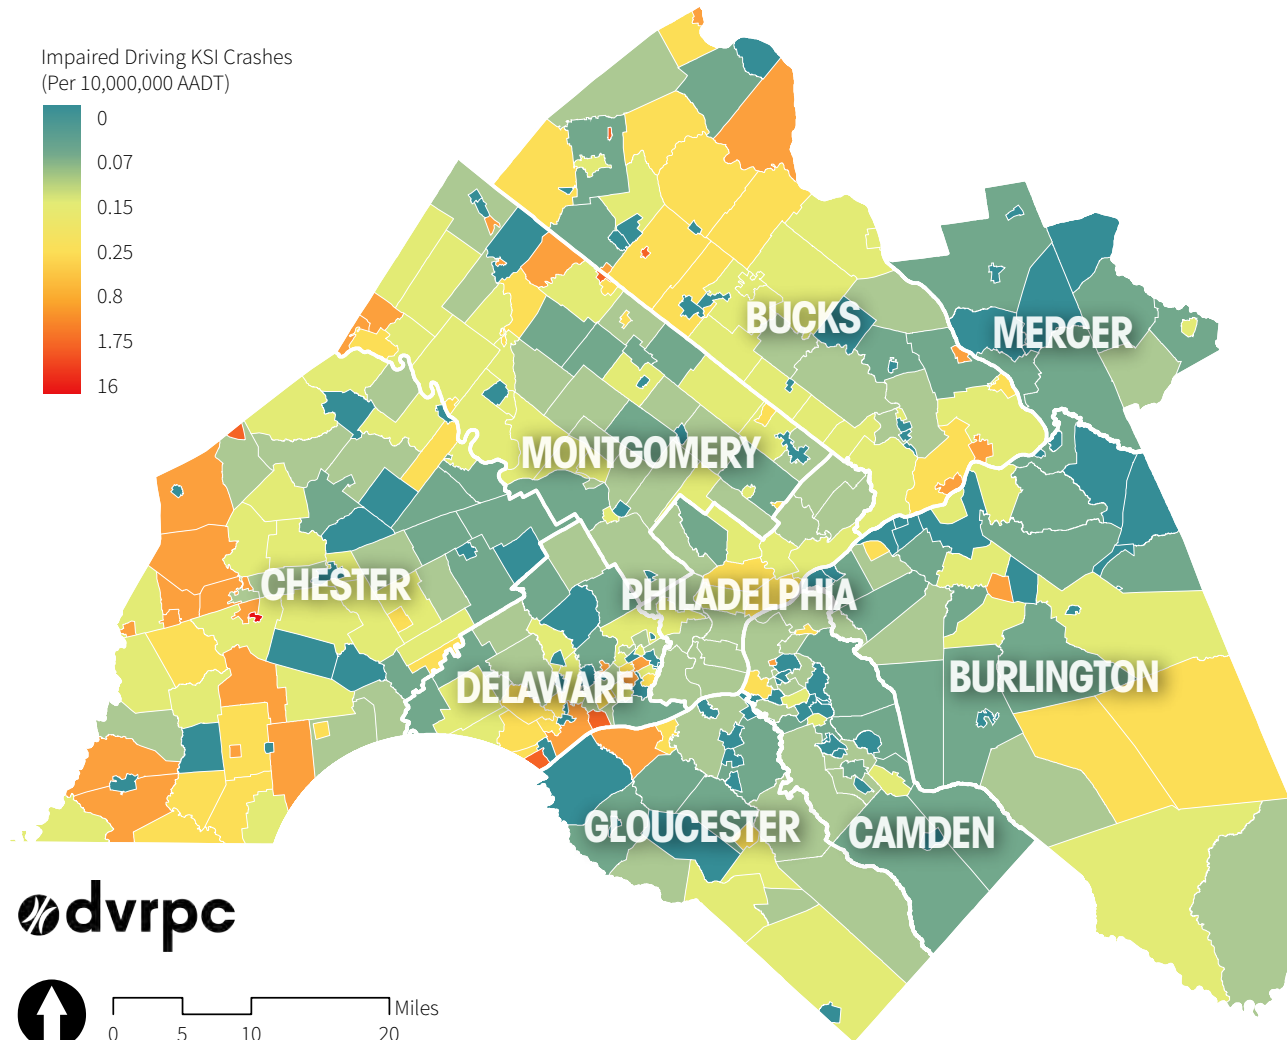 Impaired Driving KSI Crashes
(Per 10,000,000 AADT)
0
0.07
0.15
0.25
0.8
1.75
16
BUCKS
MERCER
MONTGOMERY
CHESTER
PHILADELPHIA
DELAWARE
BURLINGTON
GLOUCESTER
CAMDEN
dvrpc
Miles
0 5 10 20